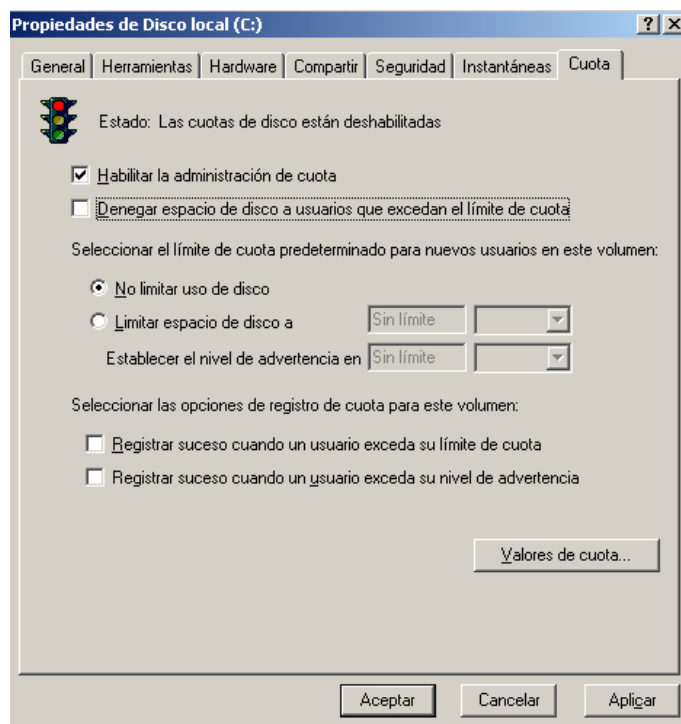 Propiedades de Disco local (C:)
General Herramientas Hardware Compartir Seguridad Instantáneas Cuota
Estado: Las cuotas de disco están deshabilitadas
Habilitar la administración de cuota
Denegar espacio de disco a usuarios que excedan el límite de cuota
Seleccionar el límite de cuota predeterminado para nuevos usuarios en este volumen:
No limitar uso de disco
Limitar espacio de disco a Sin límite
Establecer el nivel de advertencia en Sin límite
Seleccionar las opciones de registro de cuota para este volumen:
Registrar suceso cuando un usuario exceda su límite de cuota
Registrar suceso cuando un usuario exceda su nivel de advertencia
Valores de cuota...
Aceptar Cancelar Aplicar